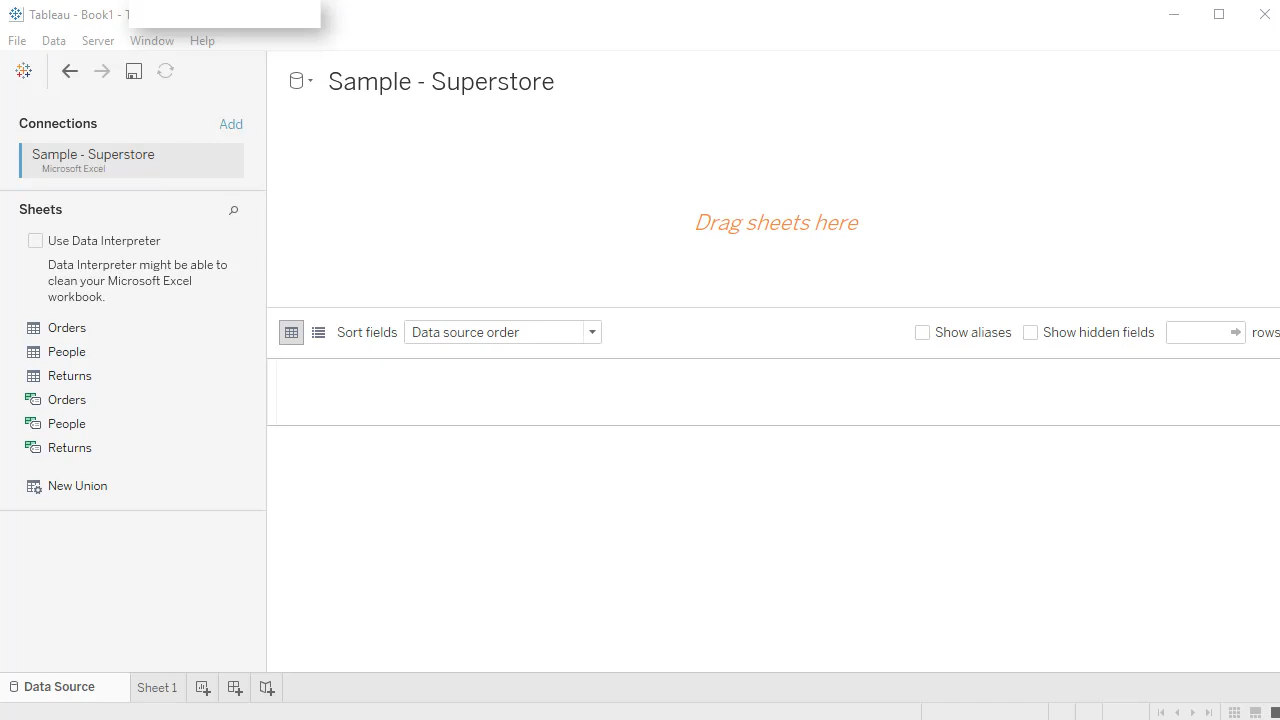 Tableau - Book1 -
File Data Server Window Help
Sample - Superstore
Connections Add
Sample - Superstore
Microsoft Excel
Sheets
Drag sheets here
Use Data Interpreter
Data Interpreter might be able to
clean your Microsoft Excel
workbook.
Sort fields Data source order Show aliases Show hidden fields rows
Orders
People
Returns
Orders
People
Returns
New Union
Data Source Sheet 1